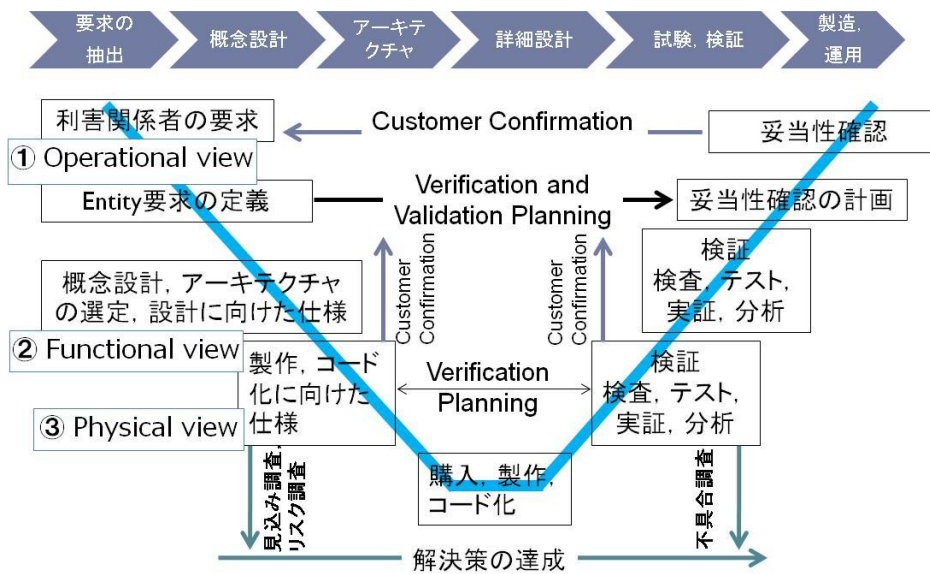 要求の
抽出
概念設計
アーキテ
クチャ
詳細設計
試験, 検証
製造,
運用
利害関係者の要求
Customer Confirmation
妥当性確認
① Operational view
Entity要求の定義
Verification and
Validation Planning
妥当性確認の計画
概念設計, アーキテクチャ
の選定, 設計に向けた仕様
Customer
Confirmation
Customer
Confirmation
検証
検査, テスト,
実証, 分析
② Functional view
製作, コード
化に向けた
仕様
Verification
Planning
検証
検査, テスト,
実証, 分析
③ Physical view
見込み調査,
リスク調査
購入, 製作,
コード化
不具合調査
解決策の達成